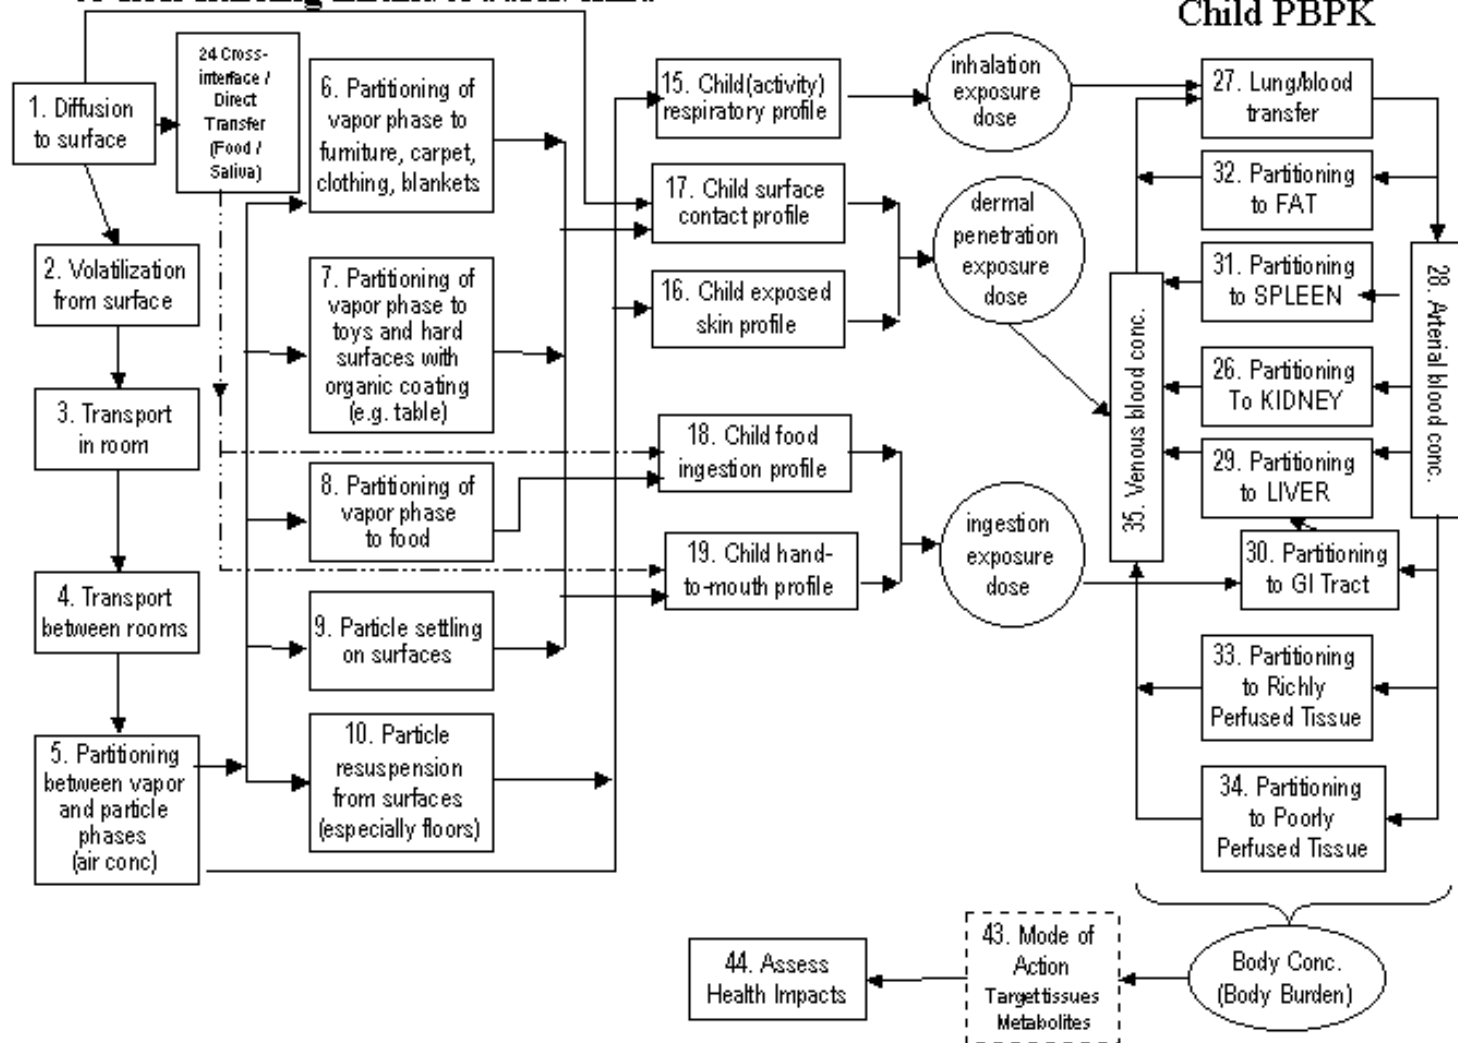 Child PBPK
1. Diffusion
to surface
24 Cross-
interface /
Direct
Transfer
(Food /
Saliva)
2. Volatilization
from surface
3. Transport
in room
4. Transport
between rooms
5. Partitioning
between vapor
and particle
phases
(air conc)
6. Partitioning of
vapor phase to
furniture, carpet,
clothing, blankets
7. Partitioning of
vapor phase to
toys and hard
surfaces with
organic coating
(e.g. table)
8. Partitioning of
vapor phase
to food
9. Particle settling
on surfaces
10. Particle
resuspension
from surfaces
(especially floors)
15. Child(activity)
respiratory profile
17. Child surface
contact profile
16. Child exposed
skin profile
18. Child food
ingestion profile
19. Child hand-
to-mouth profile
inhalation
exposure
dose
dermal
penetration
exposure
dose
ingestion
exposure
dose
35. Venous blood conc.
27. Lung/blood
transfer
32. Partitioning
to FAT
31. Partitioning
to SPLEEN
26. Partitioning
To KIDNEY
29. Partitioning
to LIVER
30. Partitioning
to GI Tract
33. Partitioning
to Richly
Perfused Tissue
34. Partitioning
to Poorly
Perfused Tissue
28. Arterial blood conc.
44. Assess
Health Impacts
43. Mode of
Action
Target tissues
Metabolites
Body Conc.
(Body Burden)